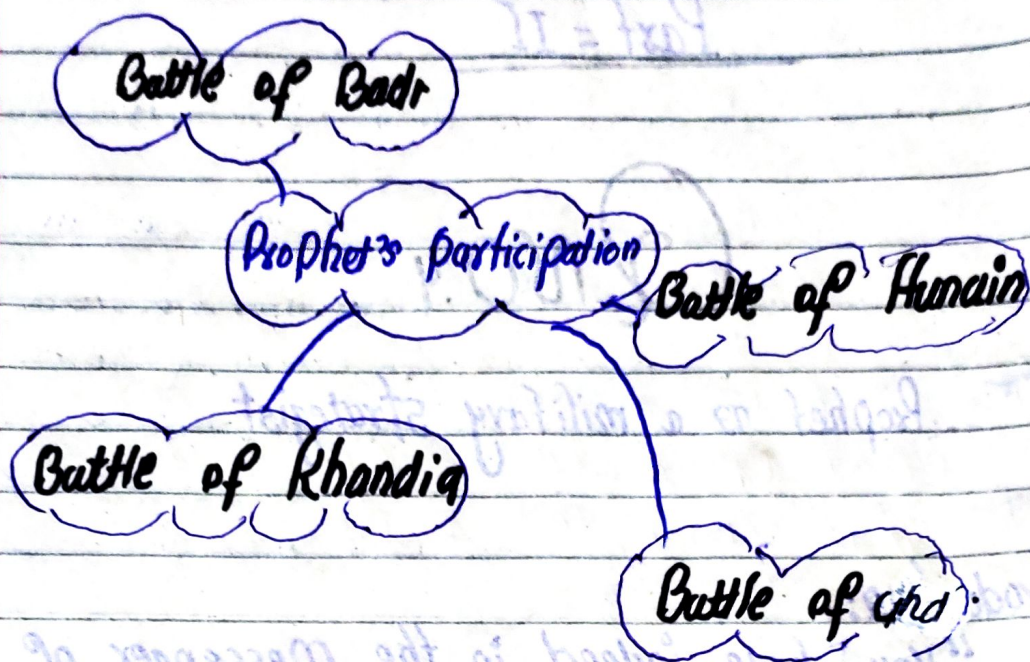 Battle of Badr
Prophet's participation
Battle of Hunain
Battle of Khandiq
Battle of